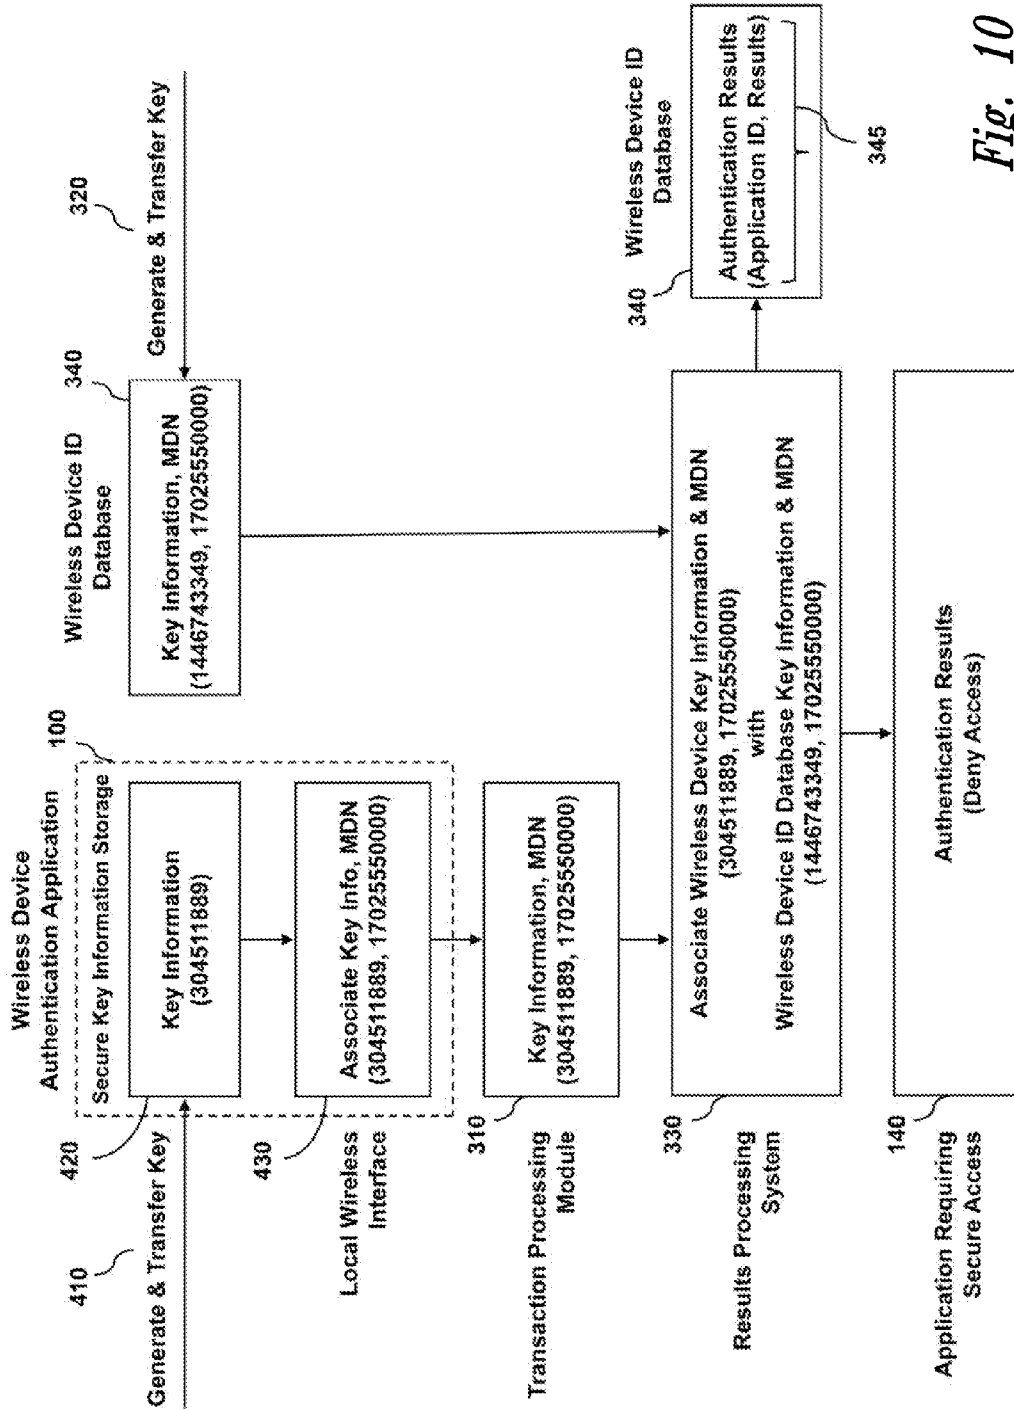 Wireless Device
Authentication Application
Secure Key Information Storage
100
410
Generate & Transfer Key
420
Key Information
(304511889)
Wireless Device ID
Database
340
Key Information, MDN
(1446743349, 17025550000)
320
Generate & Transfer Key
Local Wireless
Interface
430
Associate Key Info, MDN
(304511889, 17025550000)
Transaction Processing
Module
310
Key Information, MDN
(304511889, 17025550000)
Results Processing
System
330
Associate Wireless Device Key Information & MDN
(304511889, 17025550000)
with
Wireless Device ID Database Key Information & MDN
(1446743349, 17025550000)
Wireless Device ID
Database
340
Authentication Results
(Application ID, Results)
345
Application Requiring
Secure Access
140
Authentication Results
(Deny Access)
Fig. 10